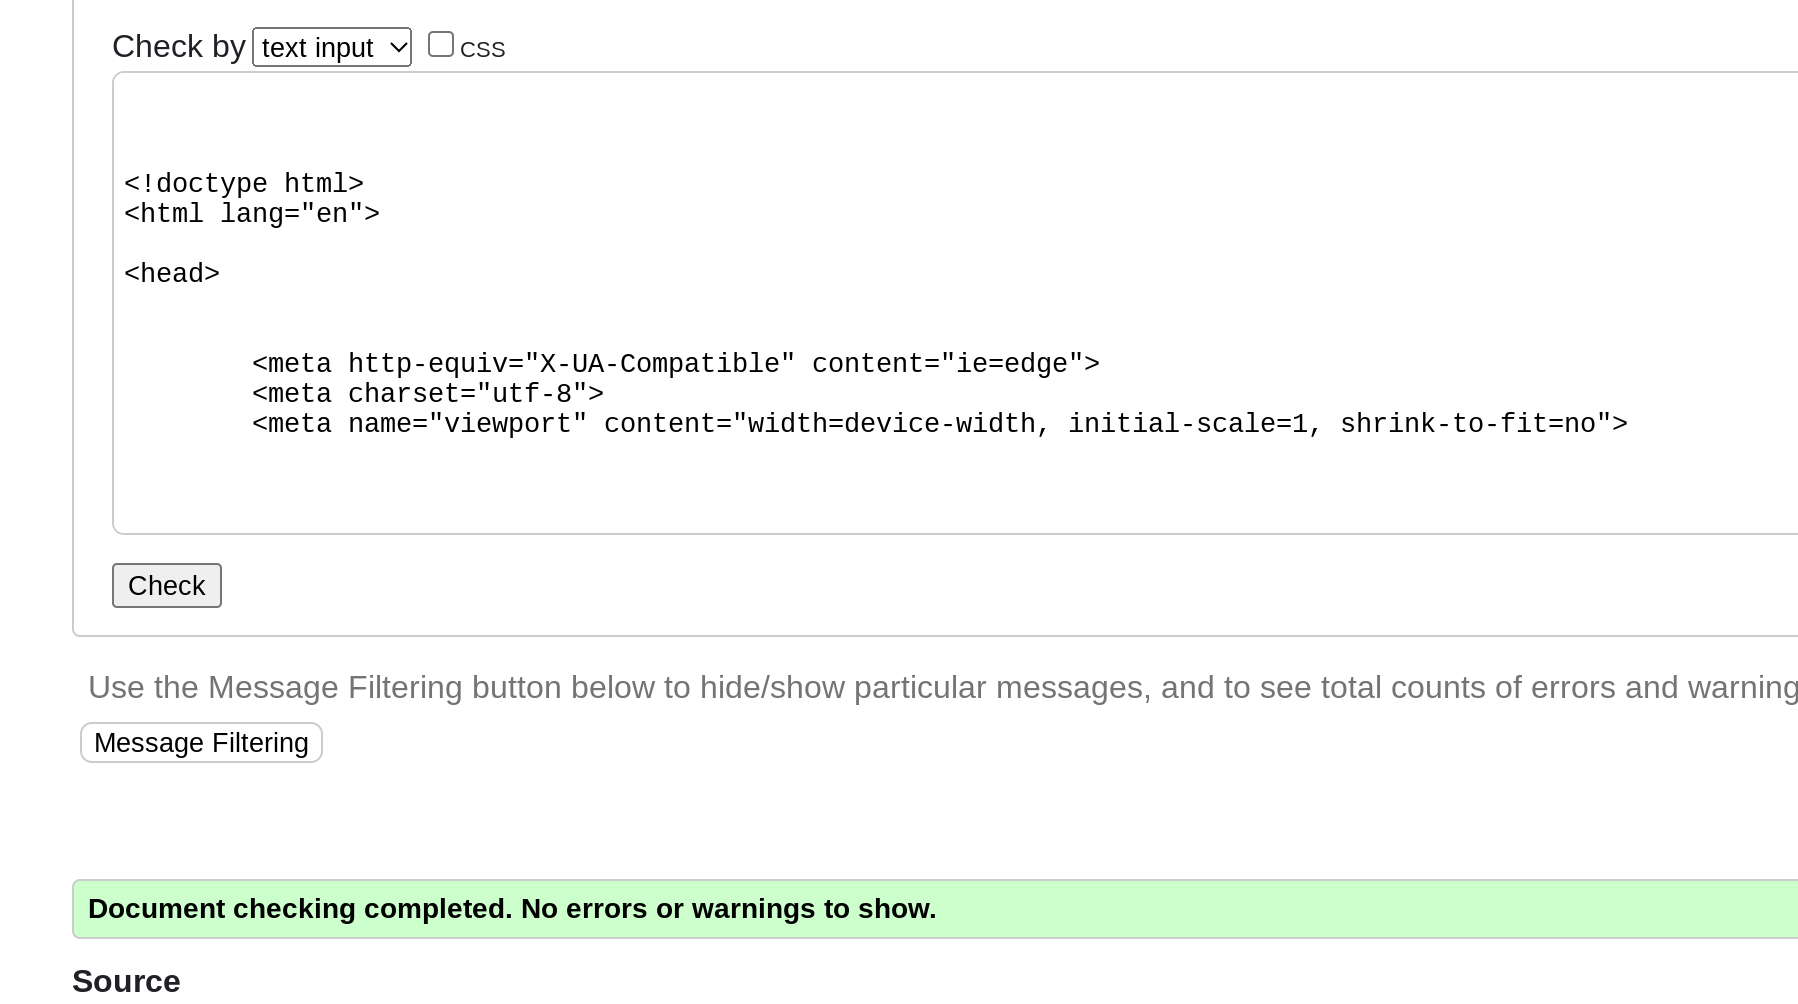 Check by text input CSS
<!doctype html>
<html lang="en">
<head>
<meta http-equiv="X-UA-Compatible" content="ie=edge">
<meta charset="utf-8">
<meta name="viewport" content="width=device-width, initial-scale=1, shrink-to-fit=no">
Check
Use the Message Filtering button below to hide/show particular messages, and to see total counts of errors and warning
Message Filtering
Document checking completed. No errors or warnings to show.
Source